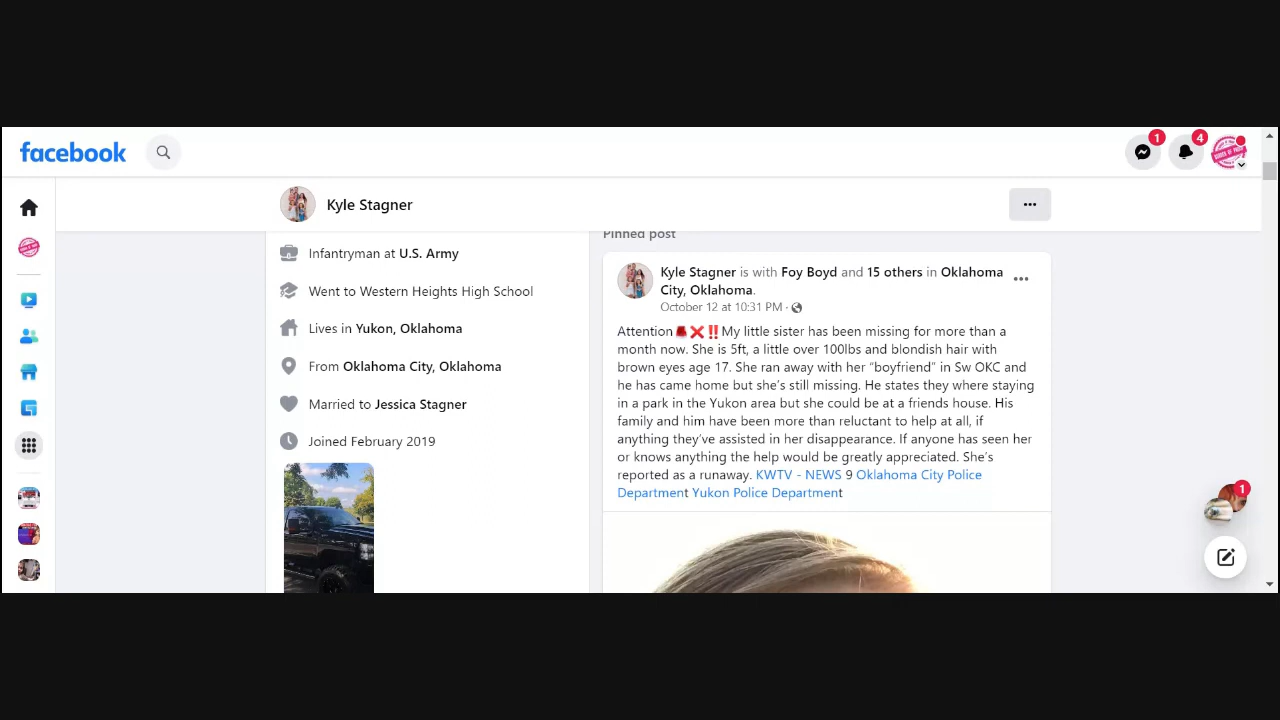 facebook
1
4
Kyle Stagner
Infantryman at U.S. Army
Went to Western Heights High School
Lives in Yukon, Oklahoma
From Oklahoma City, Oklahoma
Married to Jessica Stagner
Joined February 2019
Pinned post
Kyle Stagner is with Foy Boyd and 15 others in Oklahoma
City, Oklahoma.
October 12 at 10:31 PM ·
Attention🛑❌‼️My little sister has been missing for more than a
month now. She is 5ft, a little over 100lbs and blondish hair with
brown eyes age 17. She ran away with her “boyfriend” in Sw OKC and
he has came home but she’s still missing. He states they where staying
in a park in the Yukon area but she could be at a friends house. His
family and him have been more than reluctant to help at all, if
anything they’ve assisted in her disappearance. If anyone has seen her
or knows anything the help would be greatly appreciated. She’s
reported as a runaway. KWTV - NEWS 9 Oklahoma City Police
Department Yukon Police Department
1